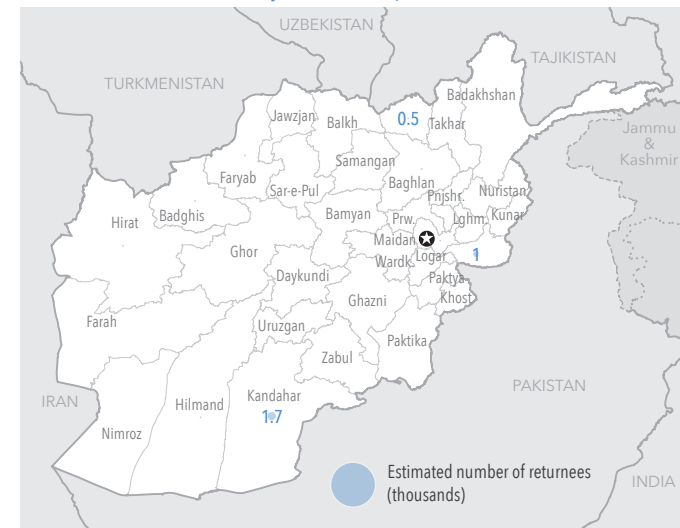 UZBEKISTAN
TAJIKISTAN
TURKMENISTAN
Badakhshan
Jawzjan
Balkh
0.5
Takhar
Jammu
&
Kashmir
Samangan
Faryab
Baghlan
Sar-e-Pul
Pnjshr.
Nuristan
Hirat
Badghis
Bamyan
Prw.
Lghm.
Kunar
Maidan
Wardk.
Ghor
Logar
1
Daykundi
Paktya
Ghazni
Khost
Farah
Uruzgan
Paktika
Zabul
PAKISTAN
IRAN
Hilmand
Kandahar
1.7
Nimroz
Estimated number of returnees
(thousands)
INDIA